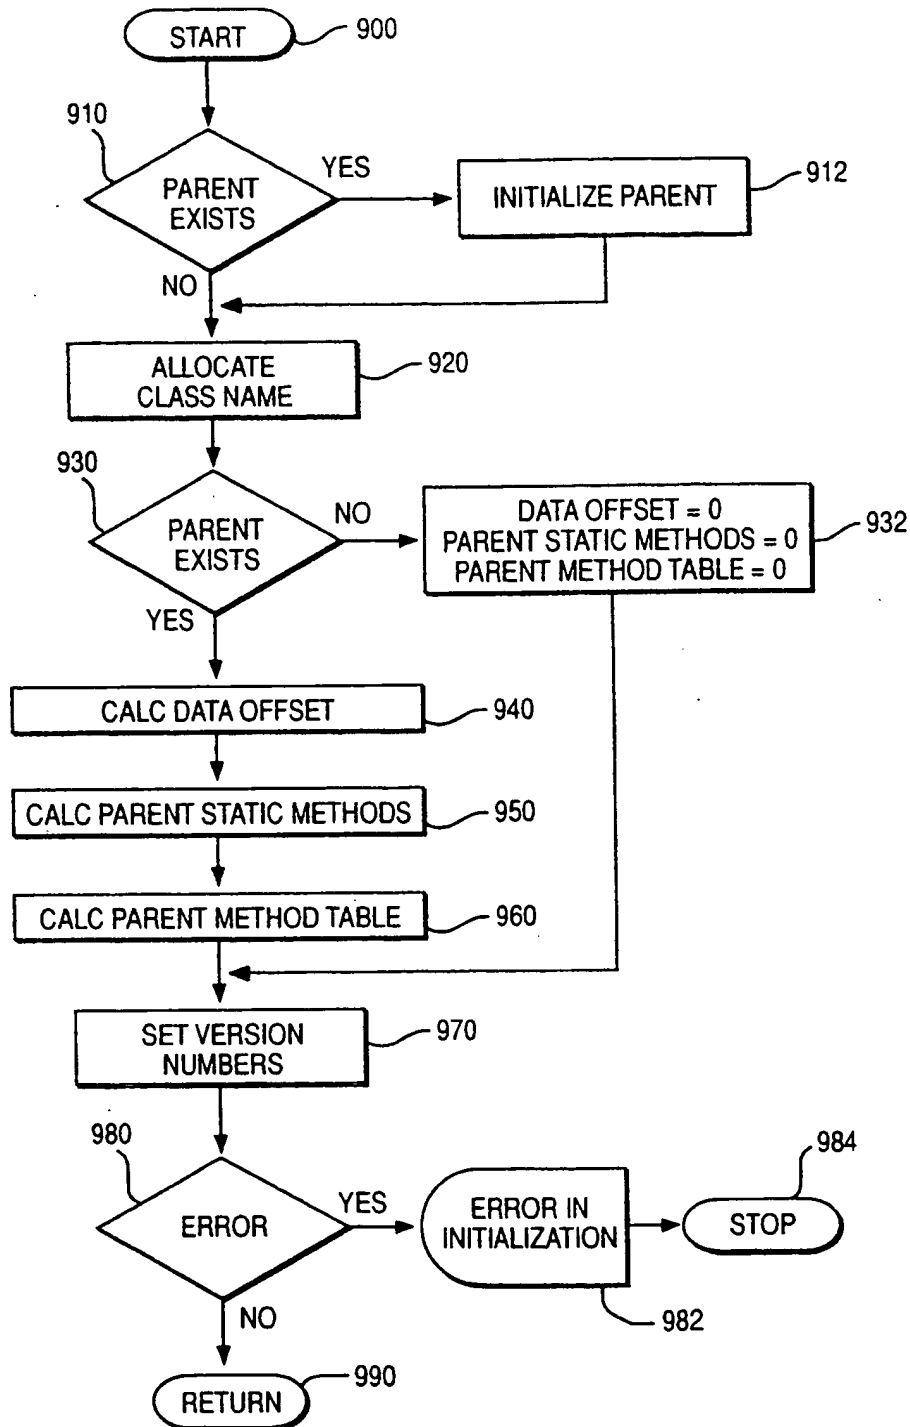 START
900
910
PARENT
EXISTS
YES
INITIALIZE PARENT
912
NO
ALLOCATE
CLASS NAME
920
930
PARENT
EXISTS
NO
DATA OFFSET = 0
PARENT STATIC METHODS = 0
PARENT METHOD TABLE = 0
932
YES
CALC DATA OFFSET
940
CALC PARENT STATIC METHODS
950
CALC PARENT METHOD TABLE
960
SET VERSION
NUMBERS
970
980
ERROR
YES
ERROR IN
INITIALIZATION
982
984
STOP
NO
RETURN
990